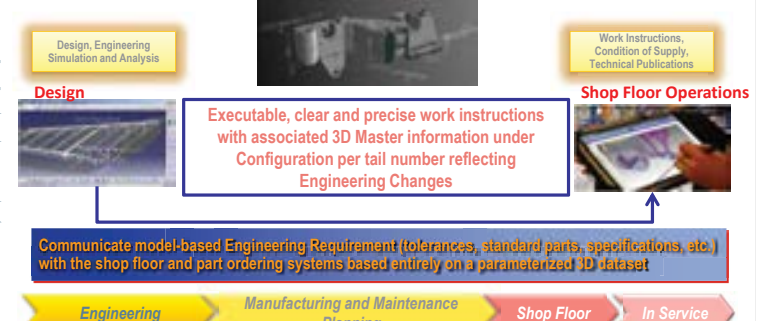 Design, Engineering
Simulation and Analysis
Work Instructions,
Condition of Supply,
Technical Publications
Design
Shop Floor Operations
Executable, clear and precise work instructions
with associated 3D Master information under
Configuration per tail number reflecting
Engineering Changes
Communicate model-based Engineering Requirement (tolerances, standard parts, specifications, etc.)
with the shop floor and part ordering systems based entirely on a parameterized 3D dataset
Engineering
Manufacturing and Maintenance
Planning
Shop Floor
In Service